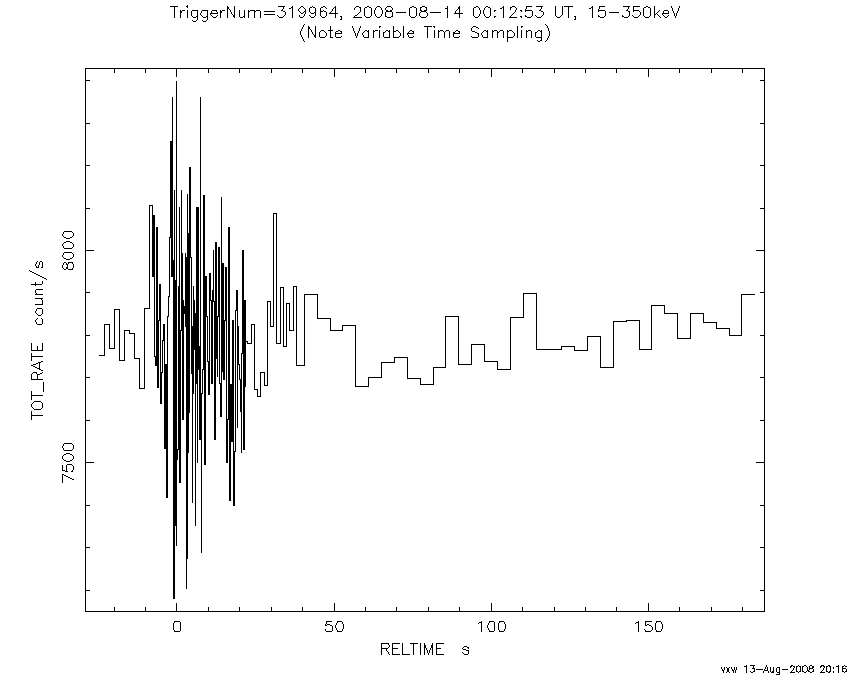 TriggerNum=319964, 2008-08-14 00:12:53 UT, 15-350keV
(Note Variable Time Sampling)
TOT_RATE count/s
8000
7500
0 50 100 150
RELTIME s
vxw 13-Aug-2008 20:16